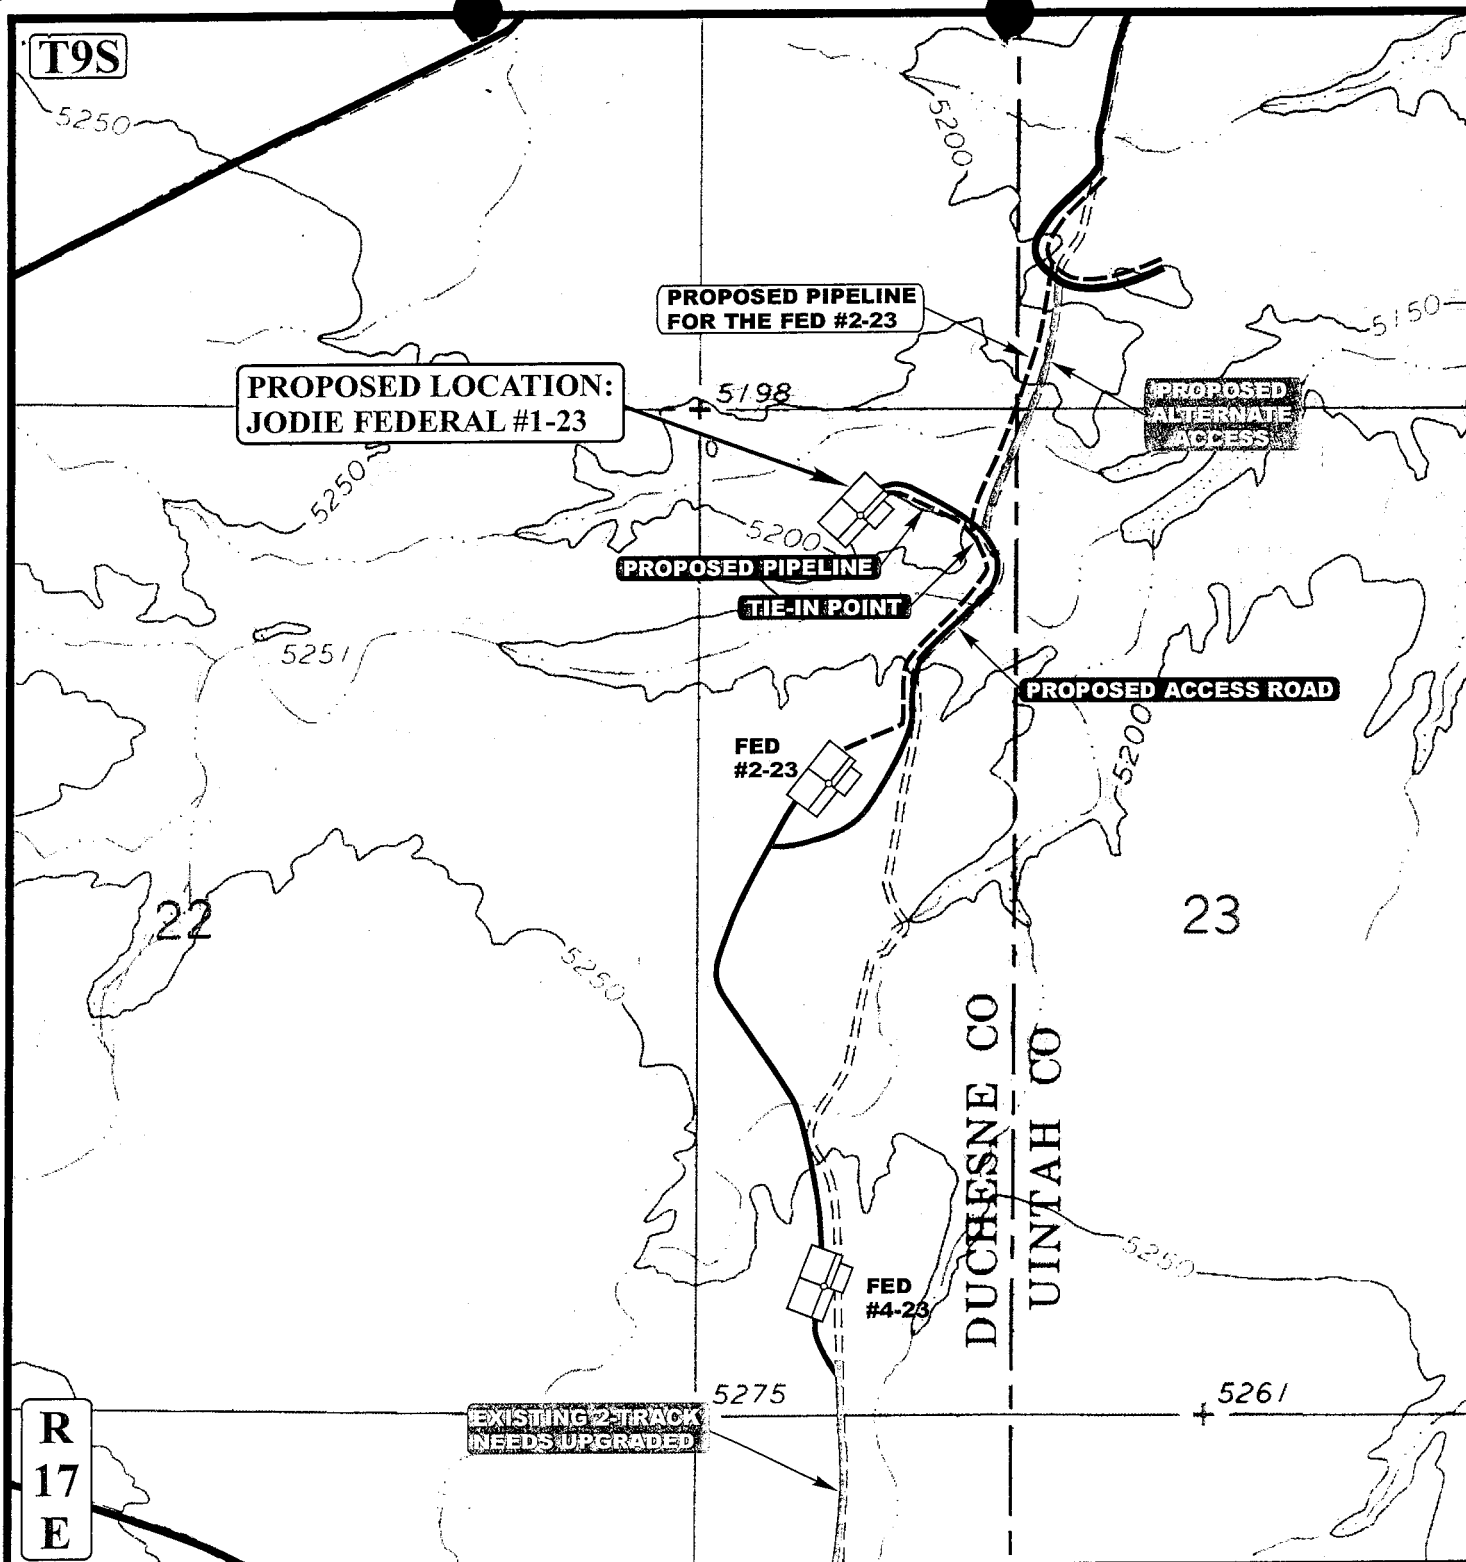 T9S
5250
5200
PROPOSED PIPELINE
FOR THE FED #2-23
5150
PROPOSED LOCATION:
JODIE FEDERAL #1-23
5198
PROPOSED
ALTERNATE
ACCESS
0
5250
5200
PROPOSED PIPELINE
TIE-IN POINT
5251
PROPOSED ACCESS ROAD
5200
FED
#2-23
22
23
5250
DUCHESNE CO
UINTAH CO
5250
FED
#4-23
5275
5261
EXISTING 2-TRACK
NEEDS UPGRADED
R
17
E